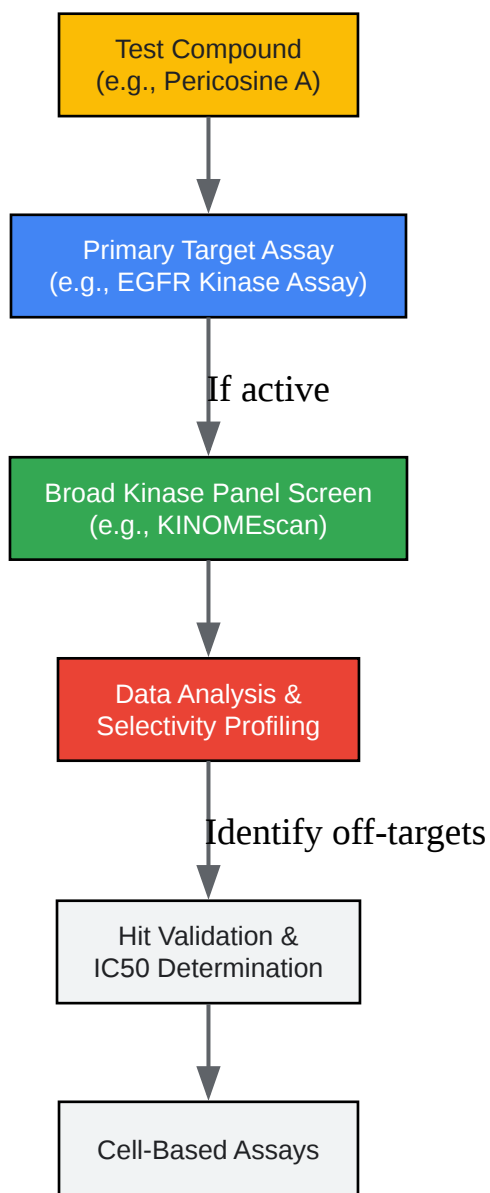 Test Compound
(e.g., Pericosine A)
Primary Target Assay
(e.g., EGFR Kinase Assay)
If active
Broad Kinase Panel Screen
(e.g., KINOMEscan)
Data Analysis &
Selectivity Profiling
Identify off-targets
Hit Validation &
IC50 Determination
Cell-Based Assays